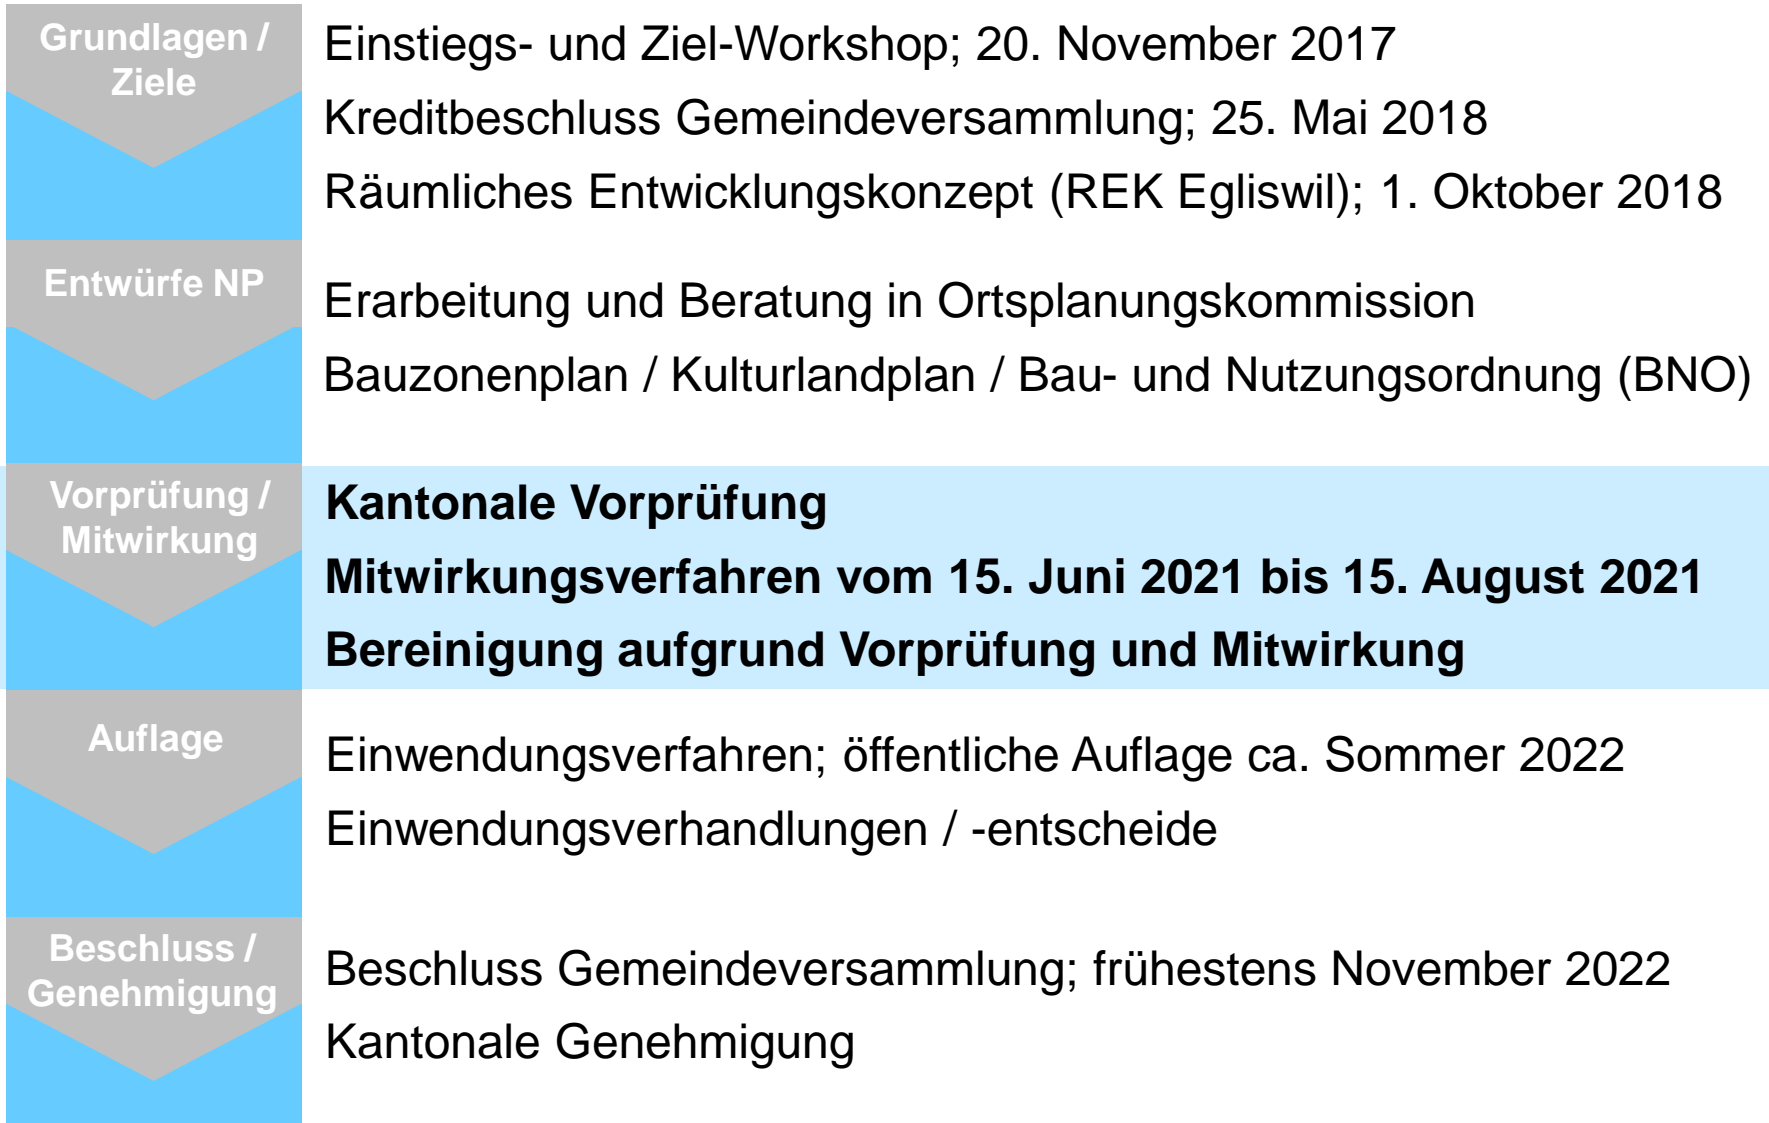 Grundlagen /
Ziele
Einstiegs- und Ziel-Workshop; 20. November 2017
Kreditbeschluss Gemeindeversammlung; 25. Mai 2018
Räumliches Entwicklungskonzept (REK Egliswil); 1. Oktober 2018
Entwürfe NP
Erarbeitung und Beratung in Ortsplanungskommission
Bauzonenplan / Kulturlandplan / Bau- und Nutzungsordnung (BNO)
Vorprüfung /
Mitwirkung
Kantonale Vorprüfung
Mitwirkungsverfahren vom 15. Juni 2021 bis 15. August 2021
Bereinigung aufgrund Vorprüfung und Mitwirkung
Auflage
Einwendungsverfahren; öffentliche Auflage ca. Sommer 2022
Einwendungsverhandlungen / -entscheide
Beschluss /
Genehmigung
Beschluss Gemeindeversammlung; frühestens November 2022
Kantonale Genehmigung